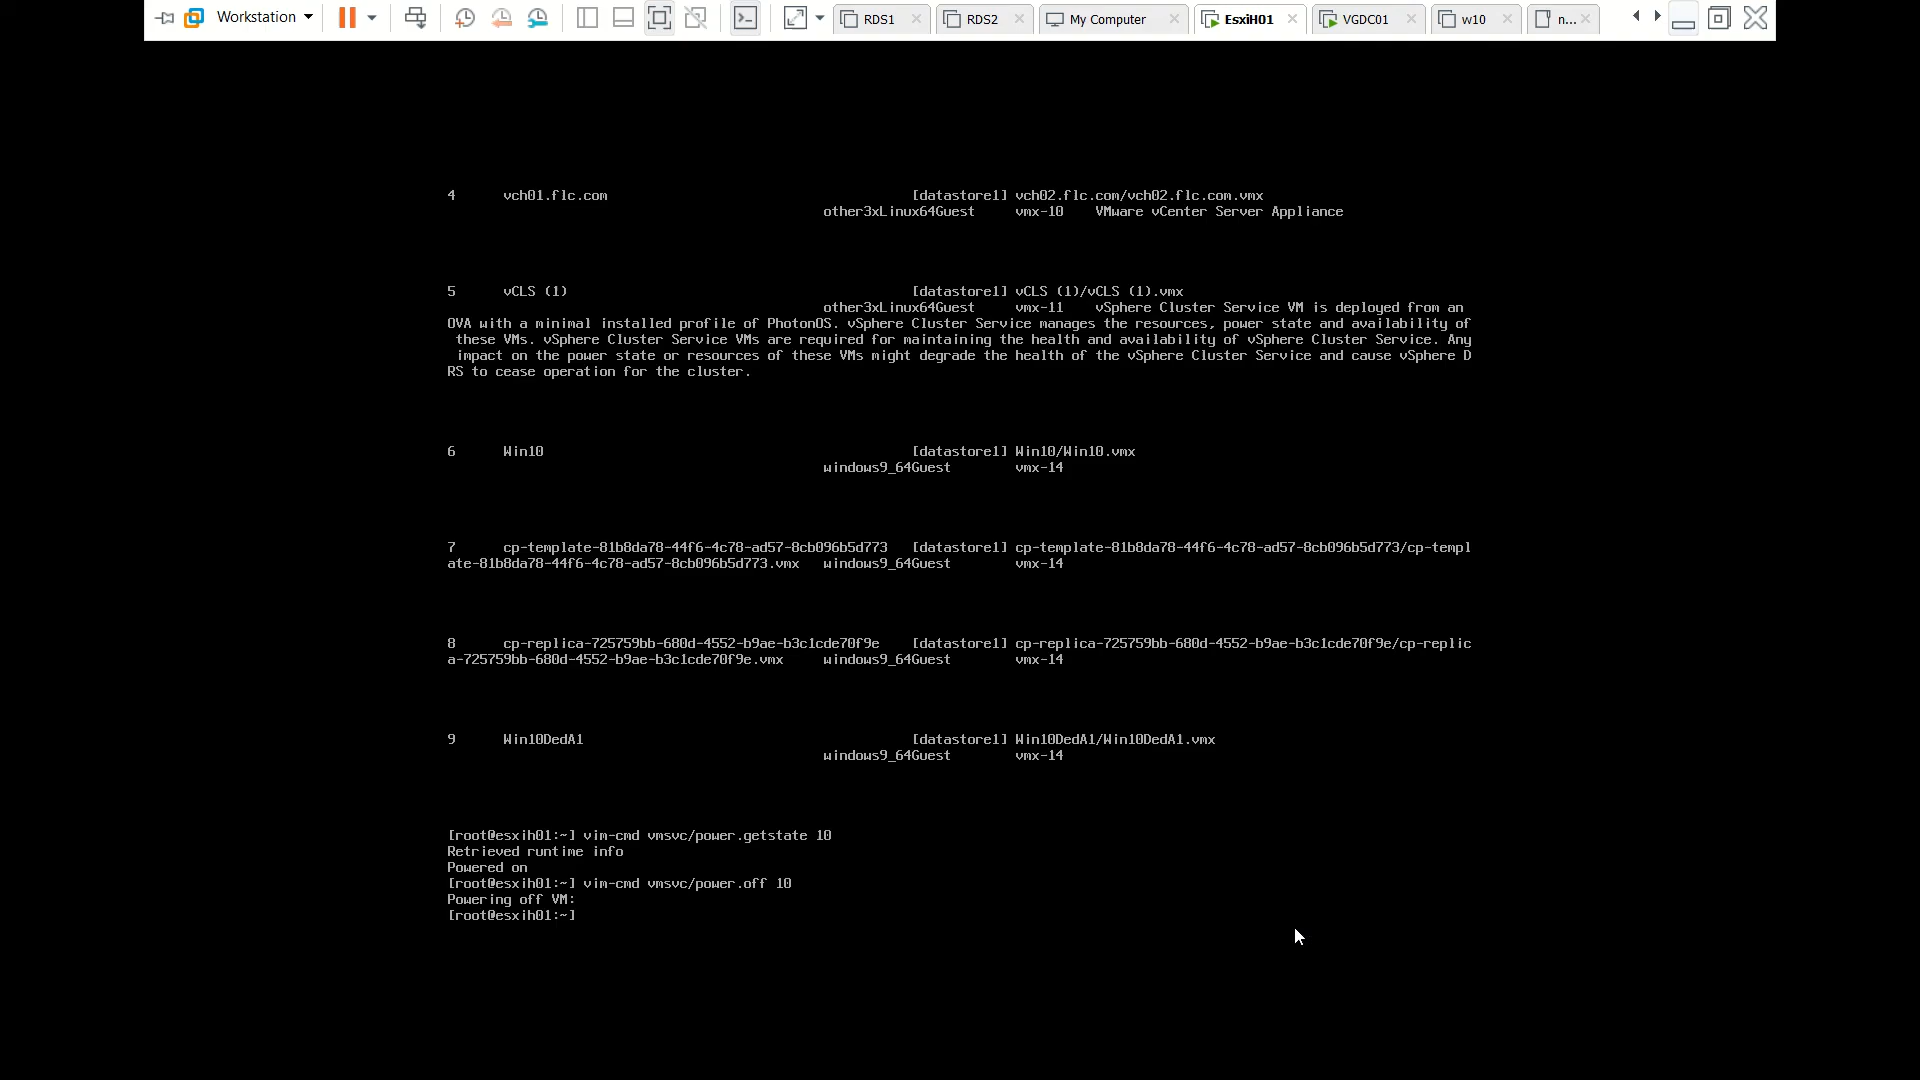 Workstation RDS1 RDS2 My Computer EsxiH01 VGDC01 w10 n...
4 vch01.flc.com [datastore1] vch02.flc.com/vch02.flc.com.vmx
other3xLinux64Guest vmx-10 VMware vCenter Server Appliance
5 vCLS (1) [datastore1] vCLS (1)/vCLS (1).vmx
other3xLinux64Guest vmx-11 vSphere Cluster Service VM is deployed from an
OVA with a minimal installed profile of PhotonOS. vSphere Cluster Service manages the resources, power state and availability of
these VMs. vSphere Cluster Service VMs are required for maintaining the health and availability of vSphere Cluster Service. Any
impact on the power state or resources of these VMs might degrade the health of the vSphere Cluster Service and cause vSphere D
RS to cease operation for the cluster.
6 Win10 [datastore1] Win10/Win10.vmx
windows9_64Guest vmx-14
7 cp-template-81b8da78-44f6-4c78-ad57-8cb096b5d773 [datastore1] cp-template-81b8da78-44f6-4c78-ad57-8cb096b5d773/cp-templ
ate-81b8da78-44f6-4c78-ad57-8cb096b5d773.vmx windows9_64Guest vmx-14
8 cp-replica-725759bb-680d-4552-b9ae-b3c1cde70f9e [datastore1] cp-replica-725759bb-680d-4552-b9ae-b3c1cde70f9e/cp-replic
a-725759bb-680d-4552-b9ae-b3c1cde70f9e.vmx windows9_64Guest vmx-14
9 Win10DedA1 [datastore1] Win10DedA1/Win10DedA1.vmx
windows9_64Guest vmx-14
[root@esxih01:~] vim-cmd vmsvc/power.getstate 10
Retrieved runtime info
Powered on
[root@esxih01:~] vim-cmd vmsvc/power.off 10
Powering off VM:
[root@esxih01:~]